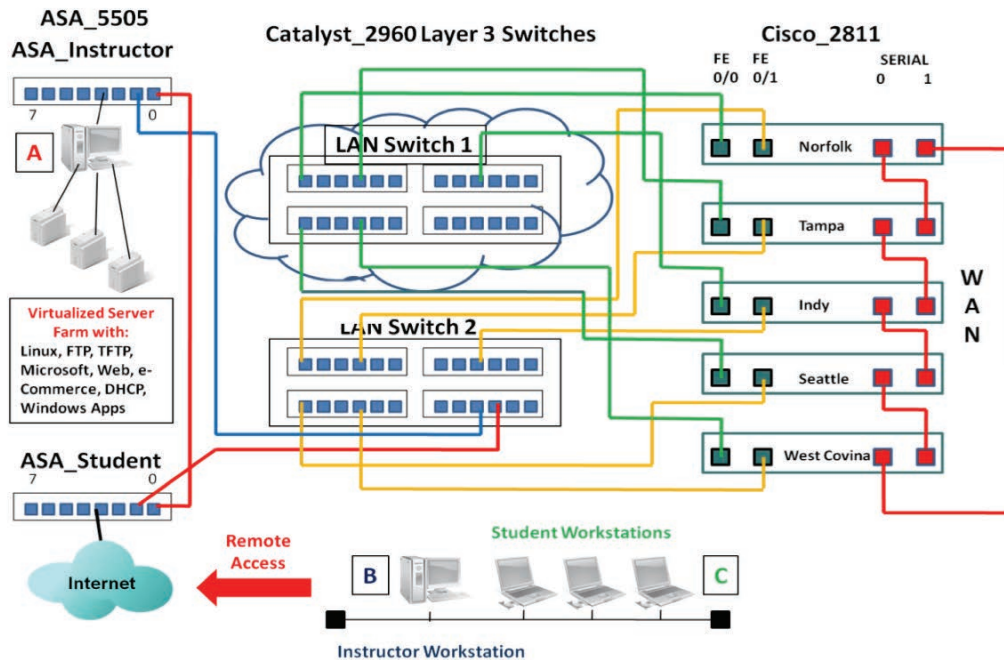 ASA_5505
ASA_Instructor
7
0
A
Virtualized Server
Farm with:
Linux, FTP, TFTP,
Microsoft, Web, e-
Commerce, DHCP,
Windows Apps
ASA_Student
7
0
Internet
Catalyst_2960 Layer 3 Switches
LAN Switch 1
LAN Switch 2
Cisco_2811
FE
0/0
FE
0/1
SERIAL
0 1
Norfolk
Tampa
Indy
Seattle
West Covina
W
A
N
Remote
Access
Student Workstations
B
C
Instructor Workstation